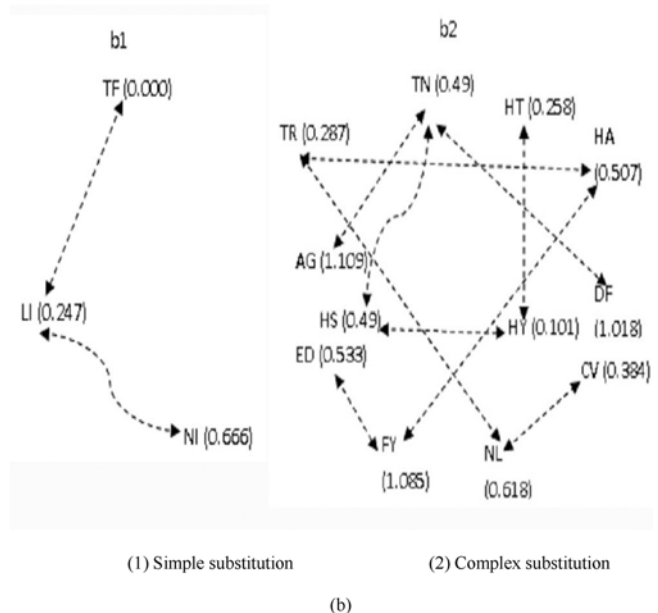 b1
TF (0.000)
LI (0.247)
NI (0.666)
b2
TN (0.49)
HT (0.258)
TR (0.287)
HA
(0.507)
AG (1.109)
DF
(1.018)
HS (0.49)
HY (0.101)
ED (0.533)
CV (0.384)
FY
(1.085)
NL
(0.618)
(1) Simple substitution
(2) Complex substitution
(b)